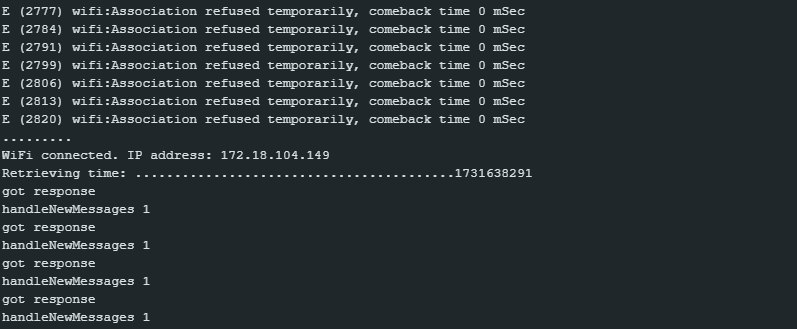 E (2777) wifi:Association refused temporarily, comeback time 0 mSec
E (2784) wifi:Association refused temporarily, comeback time 0 mSec
E (2791) wifi:Association refused temporarily, comeback time 0 mSec
E (2799) wifi:Association refused temporarily, comeback time 0 mSec
E (2806) wifi:Association refused temporarily, comeback time 0 mSec
E (2813) wifi:Association refused temporarily, comeback time 0 mSec
E (2820) wifi:Association refused temporarily, comeback time 0 mSec
.........
WiFi connected. IP address: 172.18.104.149
Retrieving time: .........................................1731638291
got response
handleNewMessages 1
got response
handleNewMessages 1
got response
handleNewMessages 1
got response
handleNewMessages 1